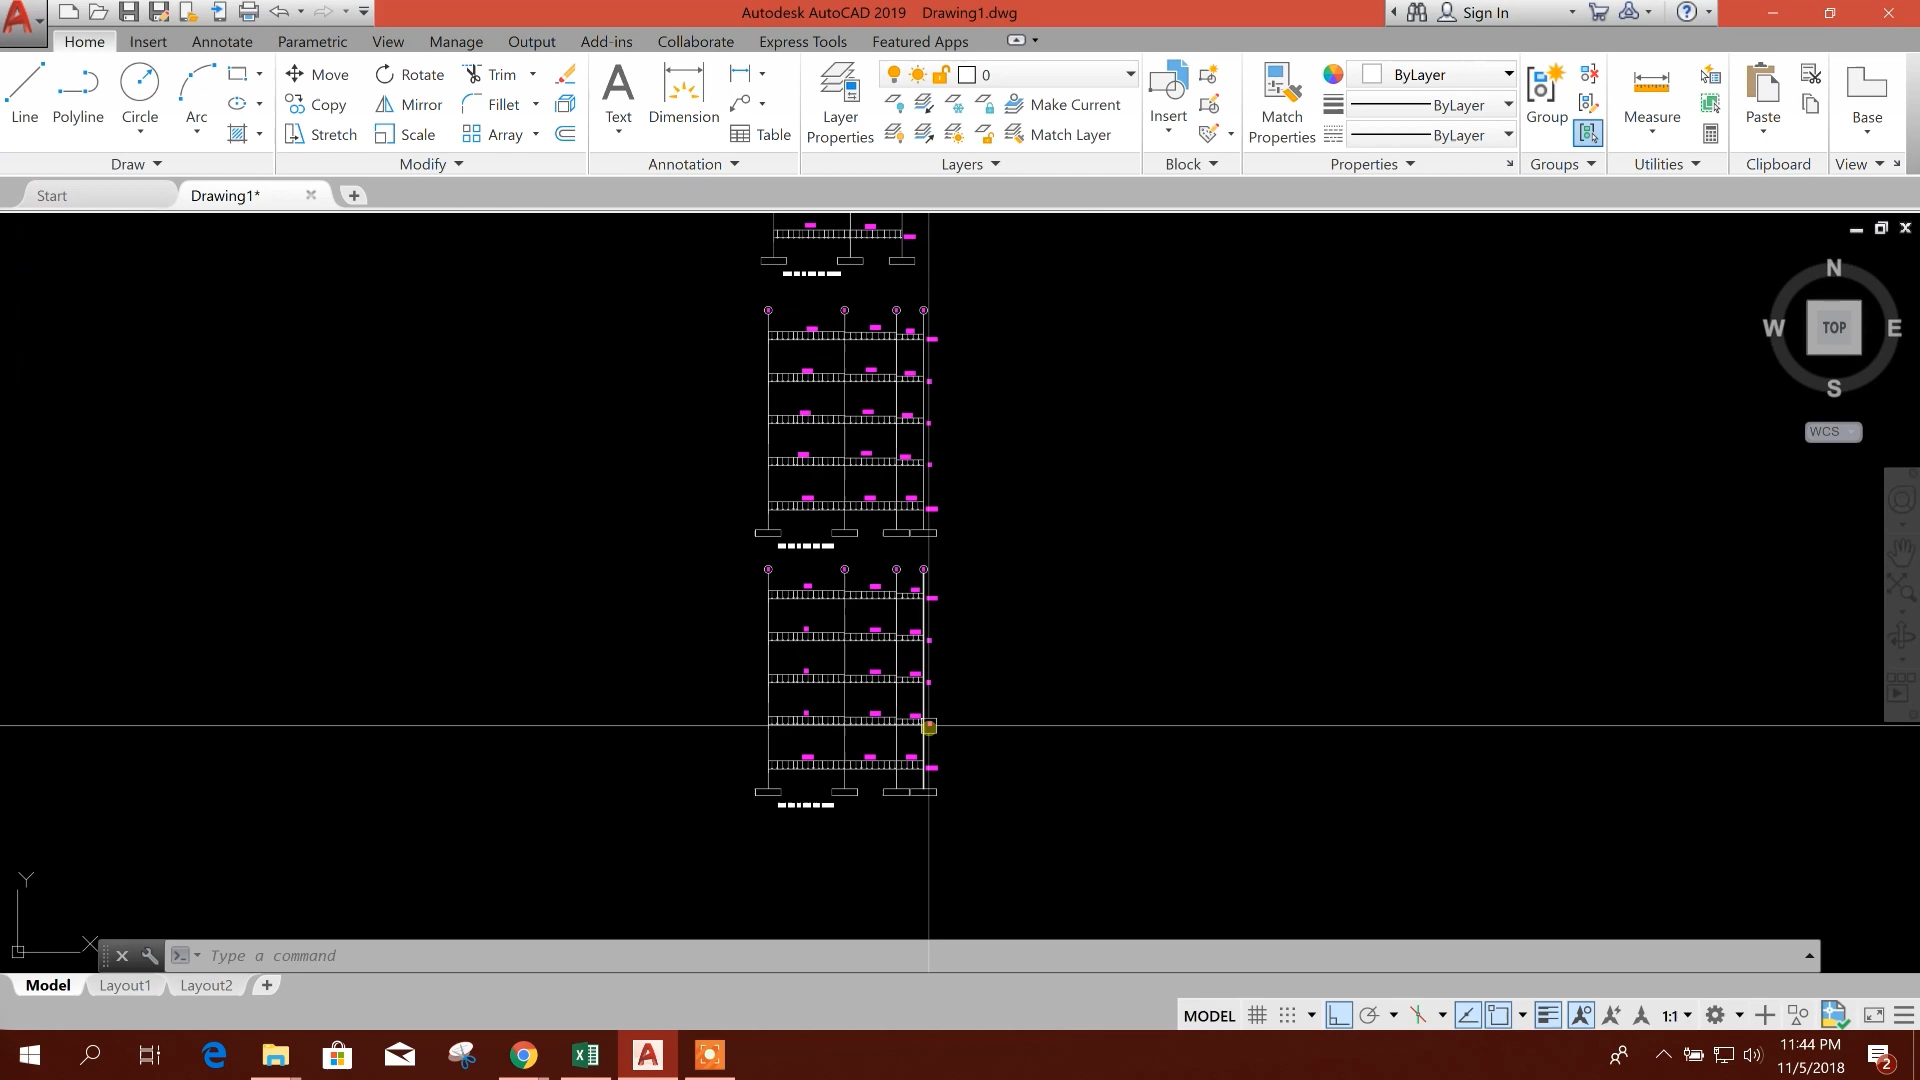 Autodesk AutoCAD 2019 Drawing1.dwg
Sign In
Home Insert Annotate Parametric View Manage Output Add-ins Collaborate Express Tools Featured Apps
Line
Polyline
Circle
Arc
Draw
Move
Rotate
Trim
Copy
Mirror
Fillet
Stretch
Scale
Array
Modify
Text
Dimension
Table
Annotation
Layer
Properties
0
Make Current
Match Layer
Layers
Insert
Block
Match
Properties
ByLayer
ByLayer
ByLayer
Properties
Group
Groups
Measure
Utilities
Paste
Clipboard
Base
View
Start
Drawing1*
N
W
TOP
E
S
WCS
Y
X
Type a command
Model
Layout1
Layout2
MODEL
1:1
11:44 PM
11/5/2018
2